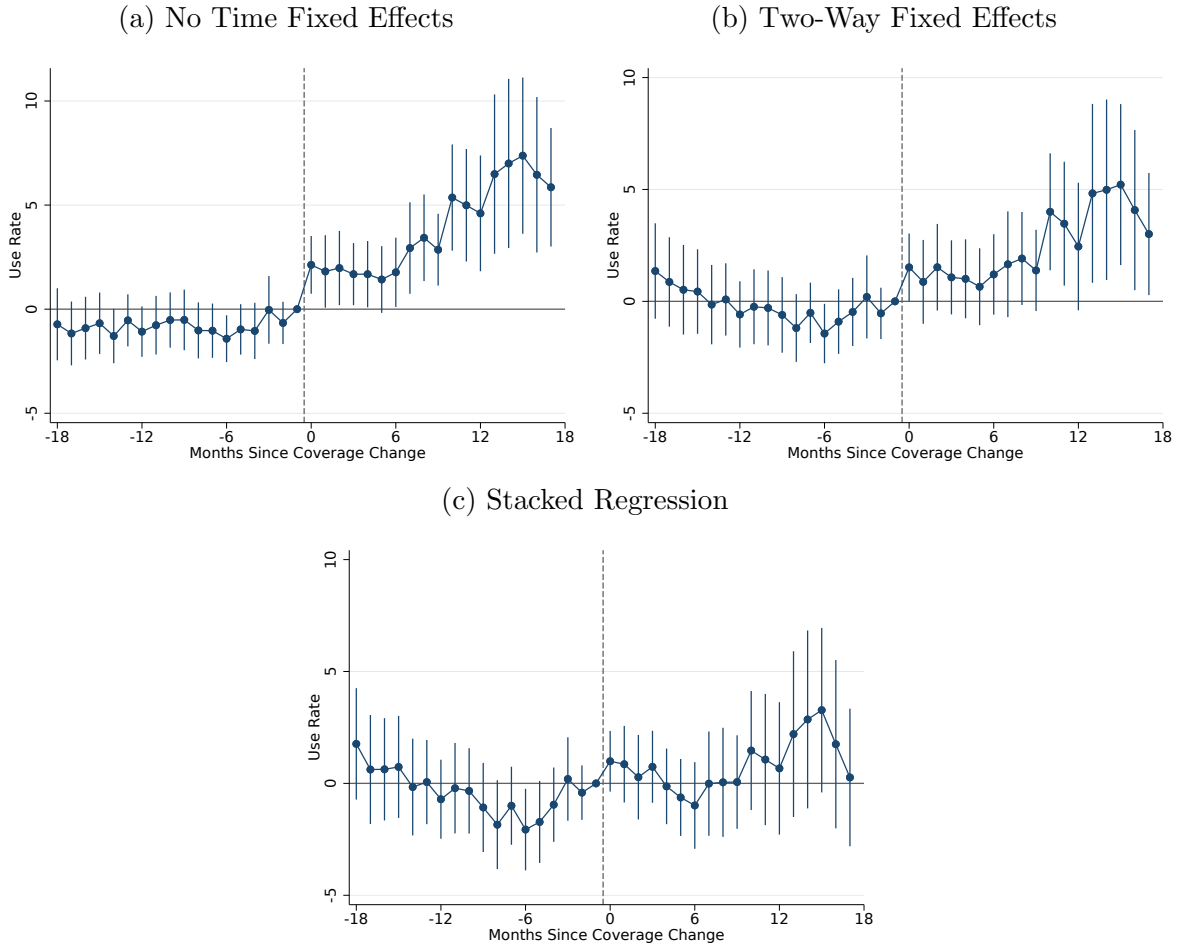 (a) No Time Fixed Effects
10
5
0
-5
Use Rate
-18 -12 -6 0 6 12 18
Months Since Coverage Change
(b) Two-Way Fixed Effects
10
5
0
-5
Use Rate
-18 -12 -6 0 6 12 18
Months Since Coverage Change
(c) Stacked Regression
10
5
0
-5
Use Rate
-18 -12 -6 0 6 12 18
Months Since Coverage Change